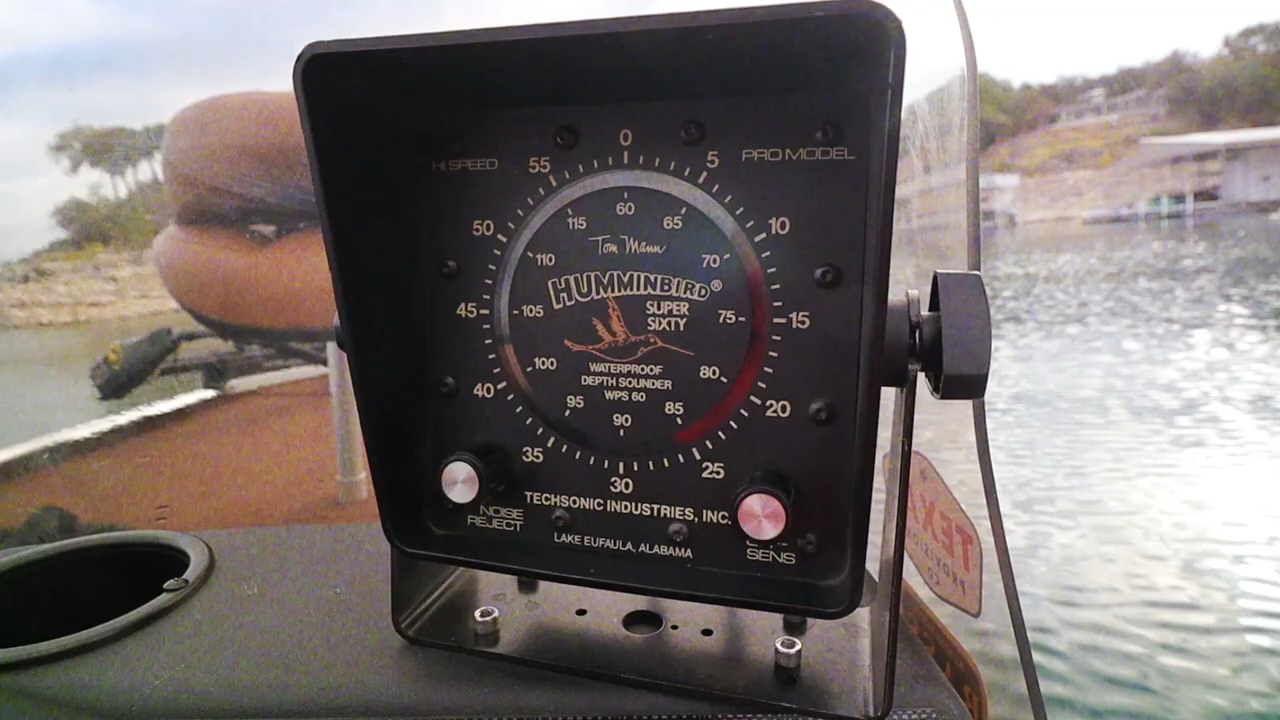 HI SPEED
PRO MODEL
0
5
10
15
20
25
30
35
40
45
50
55
60
65
70
75
80
85
90
95
100
105
110
115
Tom Mann
HUMMINBIRD®
SUPER
SIXTY
WATERPROOF
DEPTH SOUNDER
WPS 60
TECHSONIC INDUSTRIES, INC.
LAKE EUFAULA, ALABAMA
NOISE
REJECT
SENS